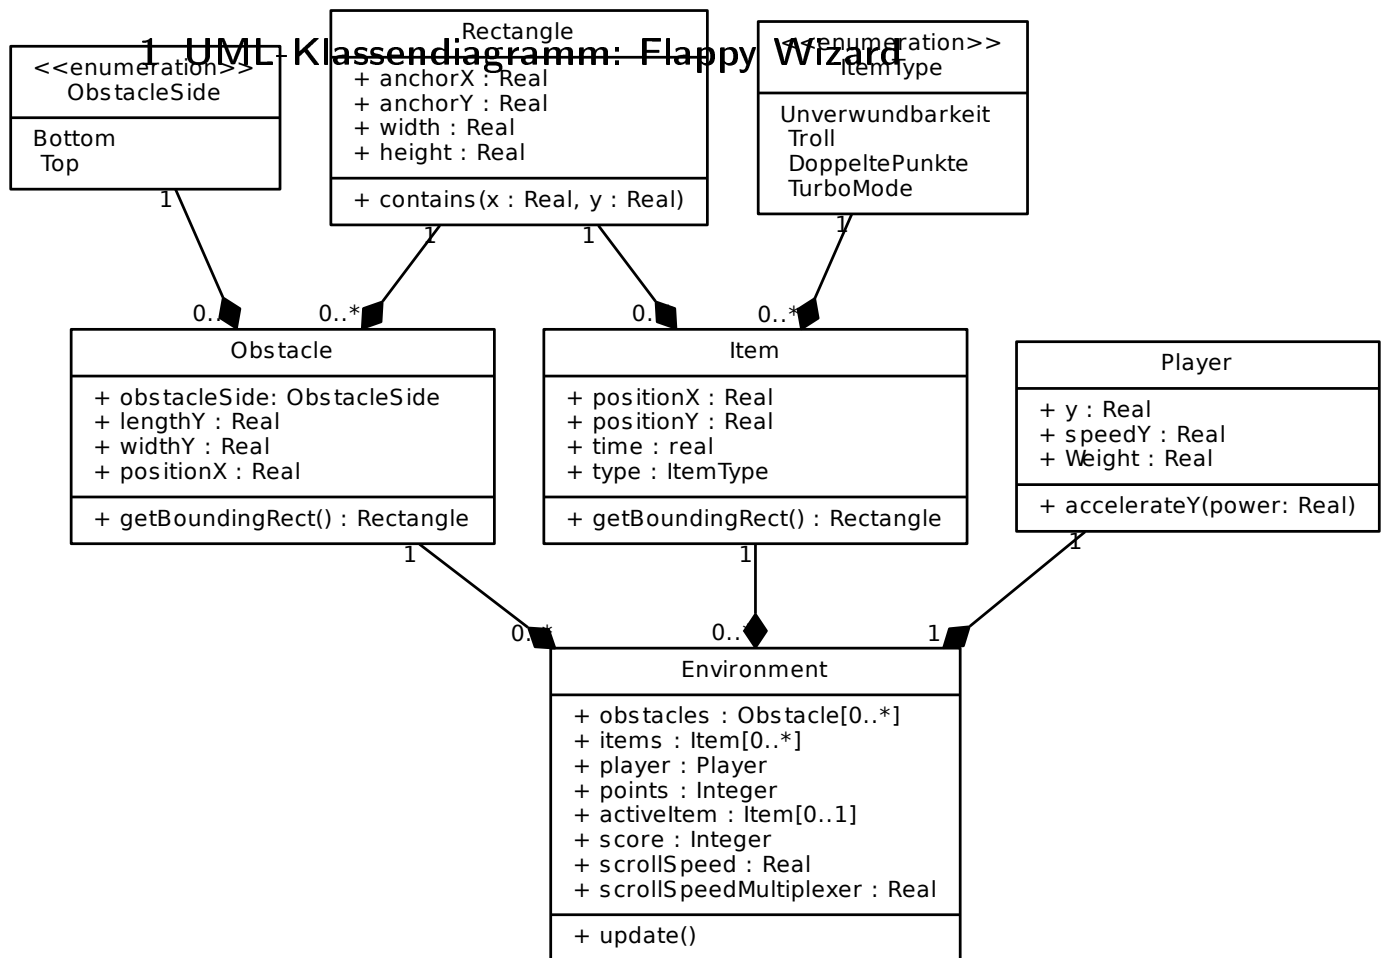 1 UML-Klassendiagramm: Flappy Wizard
<<enumeration>>
ObstacleSide
Bottom
Top
Rectangle
+ anchorX : Real
+ anchorY : Real
+ width : Real
+ height : Real
+ contains(x : Real, y : Real)
<<enumeration>>
ItemType
Unverwundbarkeit
Troll
DoppeltePunkte
TurboMode
1
1
1
1
0..
0..*
0..
0..*
Obstacle
+ obstacleSide: ObstacleSide
+ lengthY : Real
+ widthY : Real
+ positionX : Real
+ getBoundingRect() : Rectangle
Item
+ positionX : Real
+ positionY : Real
+ time : real
+ type : ItemType
+ getBoundingRect() : Rectangle
Player
+ y : Real
+ speedY : Real
+ Weight : Real
+ accelerateY(power: Real)
1
1
1
0..*
0..
1
Environment
+ obstacles : Obstacle[0..*]
+ items : Item[0..*]
+ player : Player
+ points : Integer
+ activeItem : Item[0..1]
+ score : Integer
+ scrollSpeed : Real
+ scrollSpeedMultiplexer : Real
+ update()